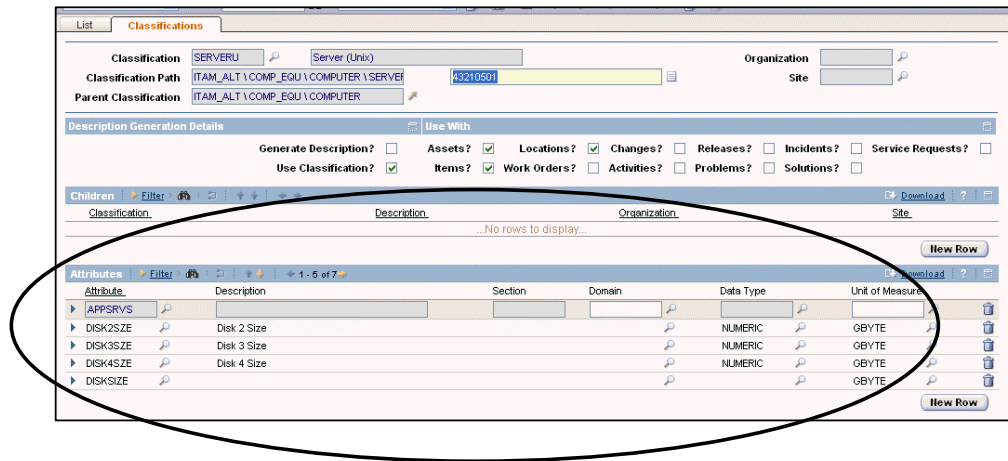 List Classifications
Classification SERVERU Server (Unix) Organization
Classification Path ITAM_ALT \ COMP_EQU \ COMPUTER \ SERVER 43210501 Site
Parent Classification ITAM_ALT \ COMP_EQU \ COMPUTER
Description Generation Details Use With
Generate Description? Assets? Locations? Changes? Releases? Incidents? Service Requests?
Use Classification? Items? Work Orders? Activities? Problems? Solutions?
Children Filter Download ?
Classification Description Organization Site
...No rows to display...
New Row
Attributes Filter 1 - 5 of 7 Download ?
Attribute Description Section Domain Data Type Unit of Measure
APPSRVS
DISK2SZE Disk 2 Size NUMERIC GBYTE
DISK3SZE Disk 3 Size NUMERIC GBYTE
DISK4SZE Disk 4 Size NUMERIC GBYTE
DISKSIZE GBYTE
New Row